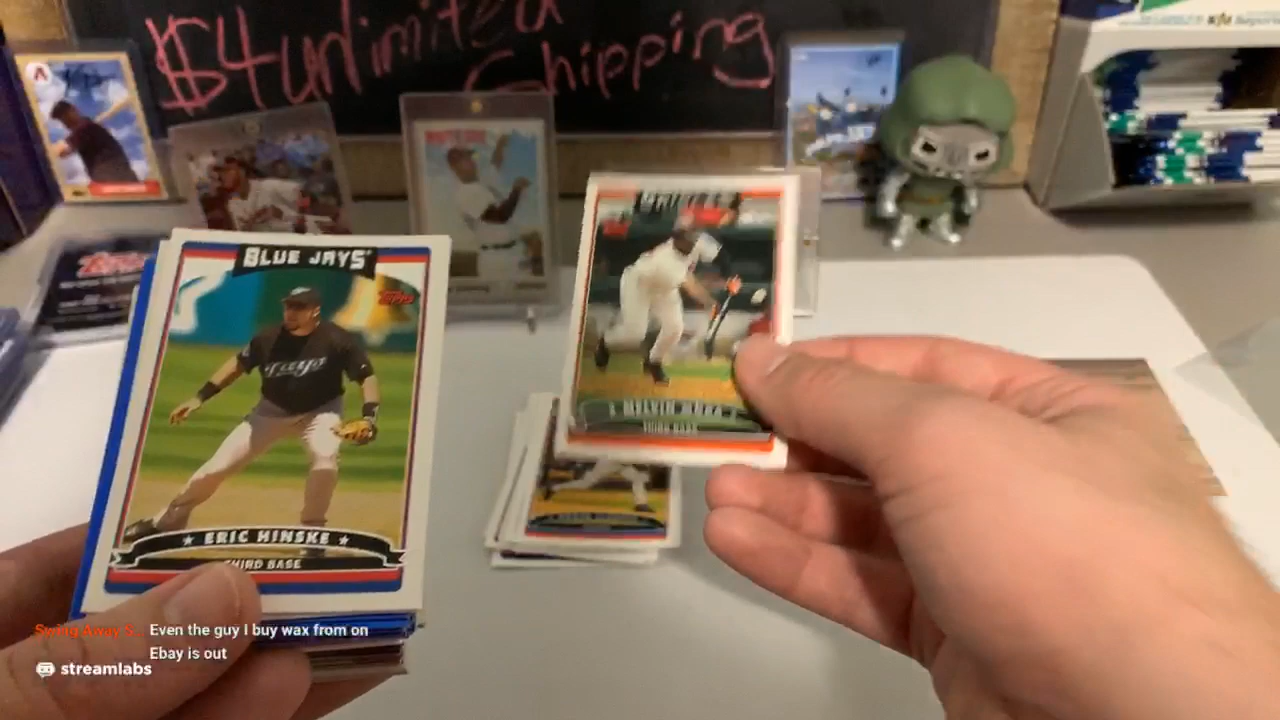 $4 unlimited
Shipping
BLUE JAYS
Topps
★ ERIC HINSKE ★
THIRD BASE
MELVIN MORA
THIRD BASE
Swing Away S... Even the guy I buy wax from on
Ebay is out
streamlabs